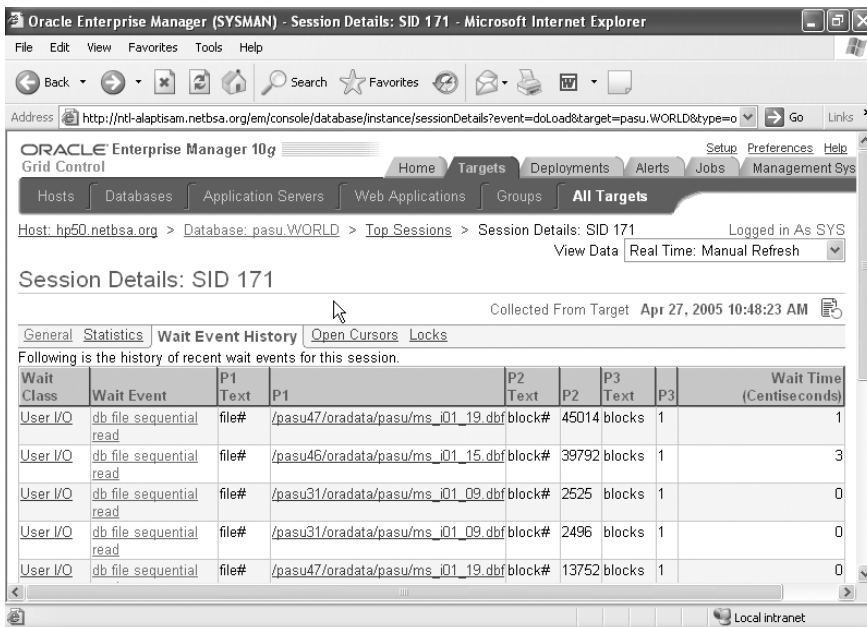 Oracle Enterprise Manager (SYSMAN) - Session Details: SID 171 - Microsoft Internet Explorer
File Edit View Favorites Tools Help
Back Search Favorites
Address http://ntl-alaptisam.netbsa.org/em/console/database/instance/sessionDetails?event=doLoad&target=pasu.WORLD&type=o Go Links
ORACLE Enterprise Manager 10g Setup Preferences Help
Grid Control Home Targets Deployments Alerts Jobs Management Sys
Hosts Databases Application Servers Web Applications Groups All Targets
Host: hp50.netbsa.org > Database: pasu.WORLD > Top Sessions > Session Details: SID 171 Logged in As SYS
View Data Real Time: Manual Refresh
Session Details: SID 171
Collected From Target Apr 27, 2005 10:48:23 AM
General Statistics Wait Event History Open Cursors Locks
Following is the history of recent wait events for this session.
Wait Class Wait Event P1 Text P1 P2 Text P2 P3 Text P3 Wait Time (Centiseconds)
User I/O db file sequential read file# /pasu47/oradata/pasu/ms_i01_19.dbf block# 45014 blocks 1 1
User I/O db file sequential read file# /pasu46/oradata/pasu/ms_i01_15.dbf block# 39792 blocks 1 3
User I/O db file sequential read file# /pasu31/oradata/pasu/ms_i01_09.dbf block# 2525 blocks 1 0
User I/O db file sequential read file# /pasu31/oradata/pasu/ms_i01_09.dbf block# 2496 blocks 1 0
User I/O db file sequential file# /pasu47/oradata/pasu/ms_i01_19.dbf block# 13752 blocks 1 0
Local intranet